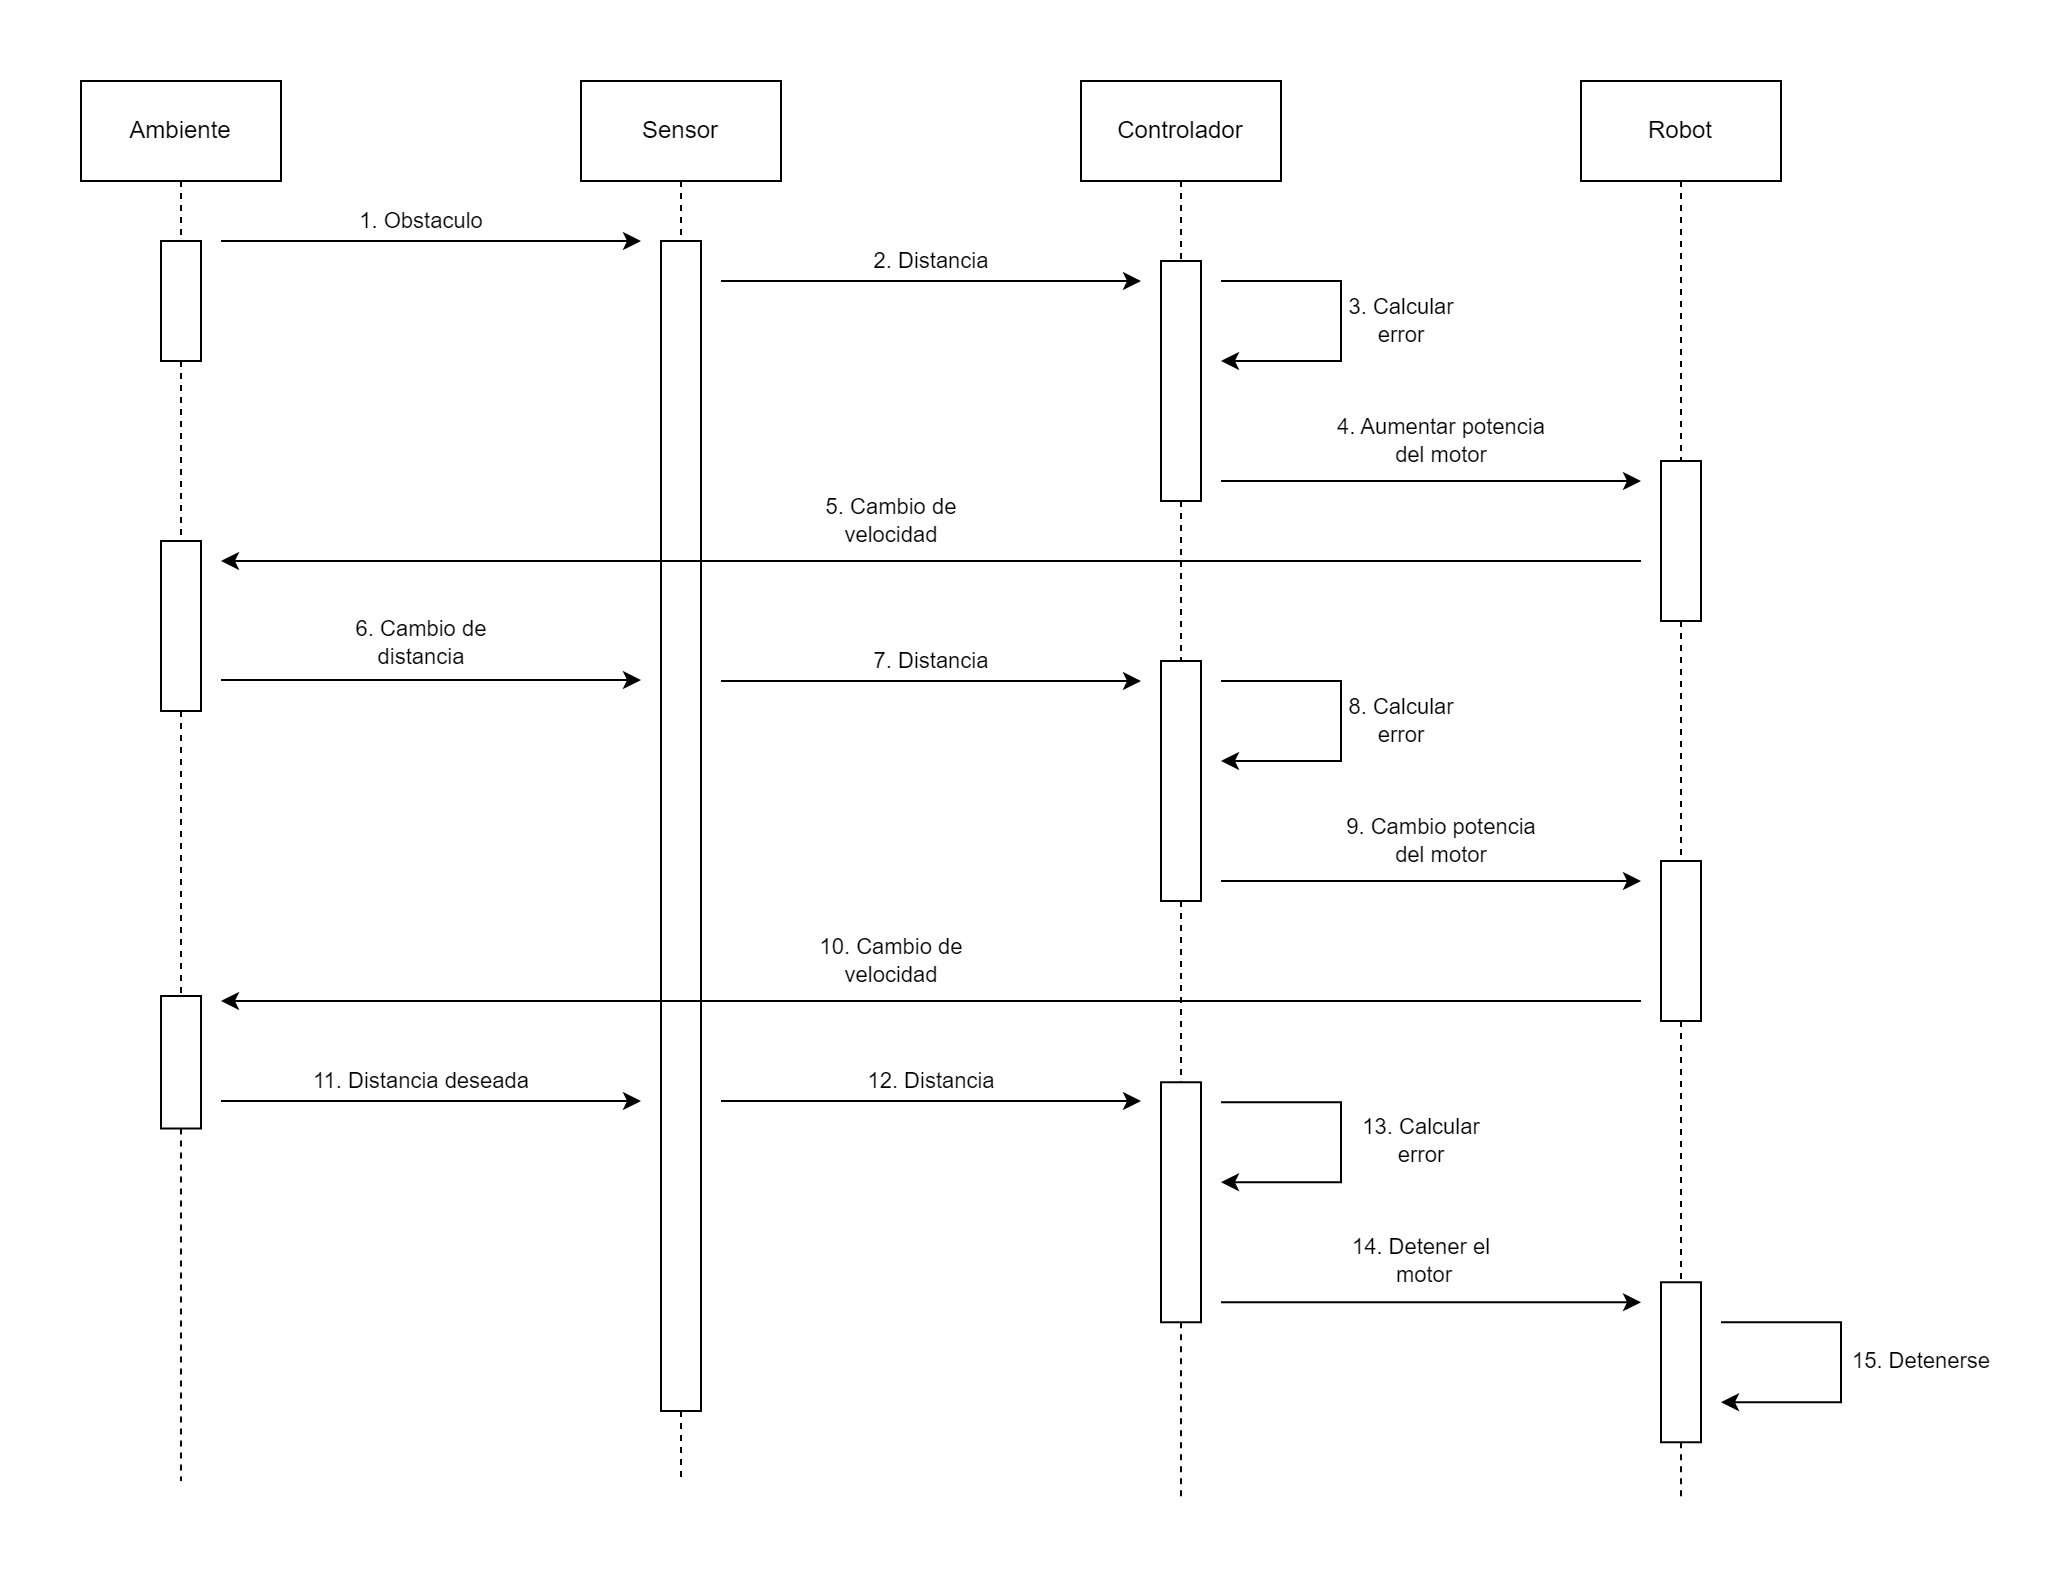 Ambiente
Sensor
Controlador
Robot
1. Obstaculo
2. Distancia
3. Calcular
error
4. Aumentar potencia
del motor
5. Cambio de
velocidad
6. Cambio de
distancia
7. Distancia
8. Calcular
error
9. Cambio potencia
del motor
10. Cambio de
velocidad
11. Distancia deseada
12. Distancia
13. Calcular
error
14. Detener el
motor
15. Detenerse